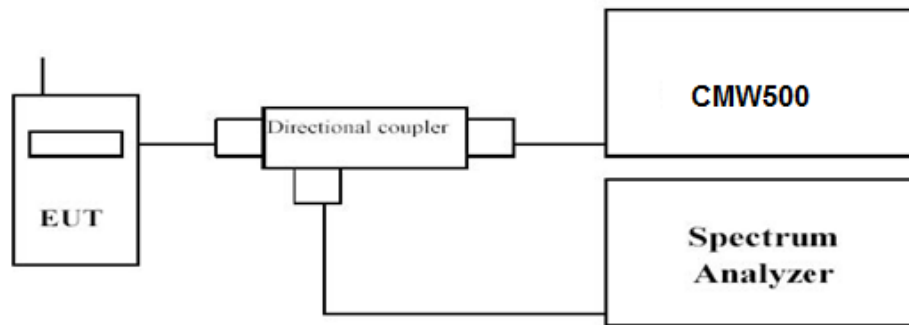 CMW500
Directional coupler
EUT
Spectrum
Analyzer